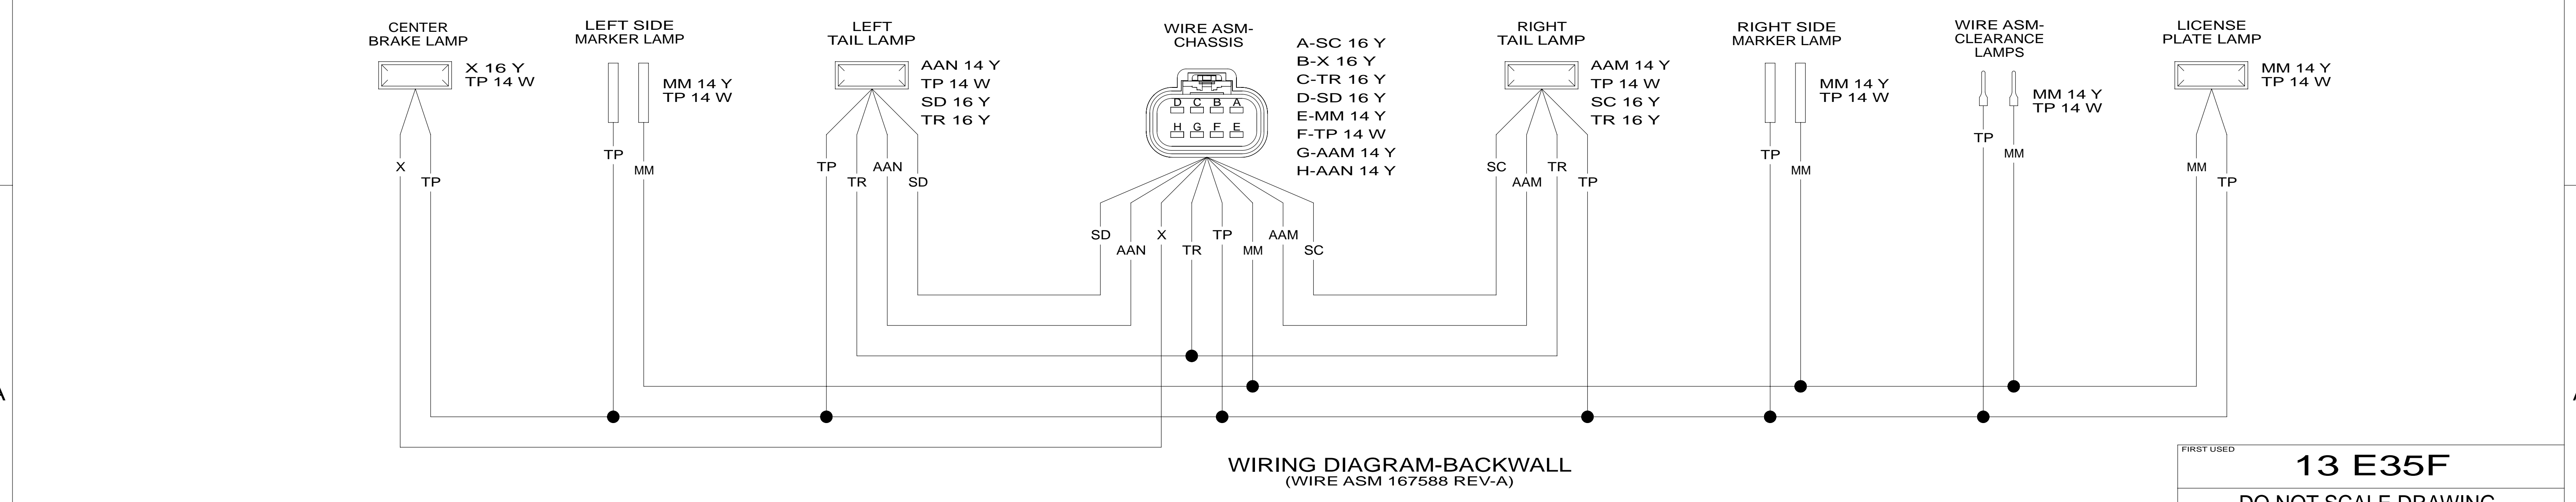 CENTER
BRAKE LAMP
X 16 Y
TP 14 W
X
TP
LEFT SIDE
MARKER LAMP
MM 14 Y
TP 14 W
TP
MM
LEFT
TAIL LAMP
AAN 14 Y
TP 14 W
SD 16 Y
TR 16 Y
TP
TR
AAN
SD
WIRE ASM-
CHASSIS
D C B A
H G F E
A-SC 16 Y
B-X 16 Y
C-TR 16 Y
D-SD 16 Y
E-MM 14 Y
F-TP 14 W
G-AAM 14 Y
H-AAN 14 Y
SD
AAN
X
TR
TP
MM
AAM
SC
RIGHT
TAIL LAMP
AAM 14 Y
TP 14 W
SC 16 Y
TR 16 Y
SC
AAM
TR
TP
RIGHT SIDE
MARKER LAMP
MM 14 Y
TP 14 W
TP
MM
WIRE ASM-
CLEARANCE
LAMPS
MM 14 Y
TP 14 W
TP
MM
LICENSE
PLATE LAMP
MM 14 Y
TP 14 W
MM
TP
WIRING DIAGRAM-BACKWALL
(WIRE ASM 167588 REV-A)
FIRST USED
13 E35F
DO NOT SCALE DRAWING